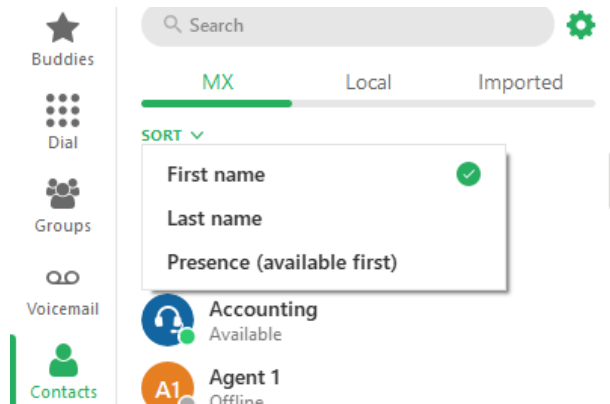 Search
Buddies
MX Local Imported
Dial
SORT
First name
Last name
Groups
Presence (available first)
Voicemail
Accounting
Available
Agent 1
A1
Contacts
Offline